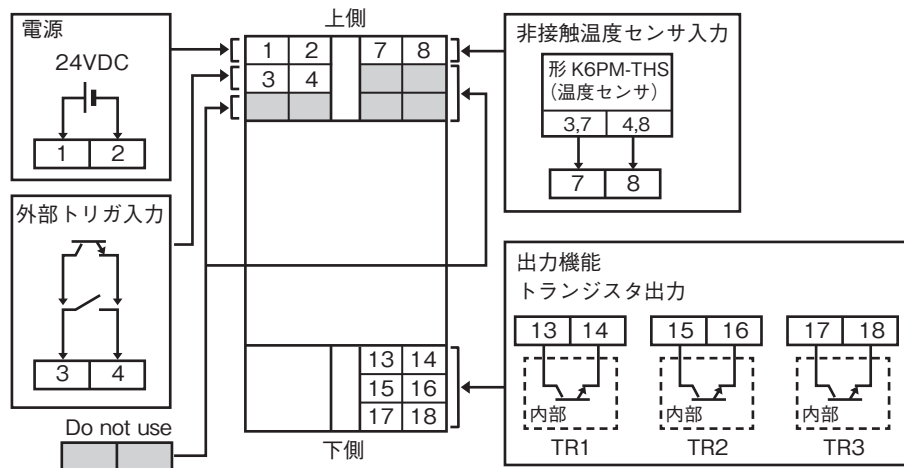 電源
24VDC
1 2
外部トリガ入力
3 4
Do not use
上側
1 2 7 8
3 4
13 14
15 16
17 18
下側
非接触温度センサ入力
形 K6PM-THS
(温度センサ)
3,7 4,8
7 8
出力機能
トランジスタ出力
13 14 15 16 17 18
内部 内部 内部
TR1 TR2 TR3